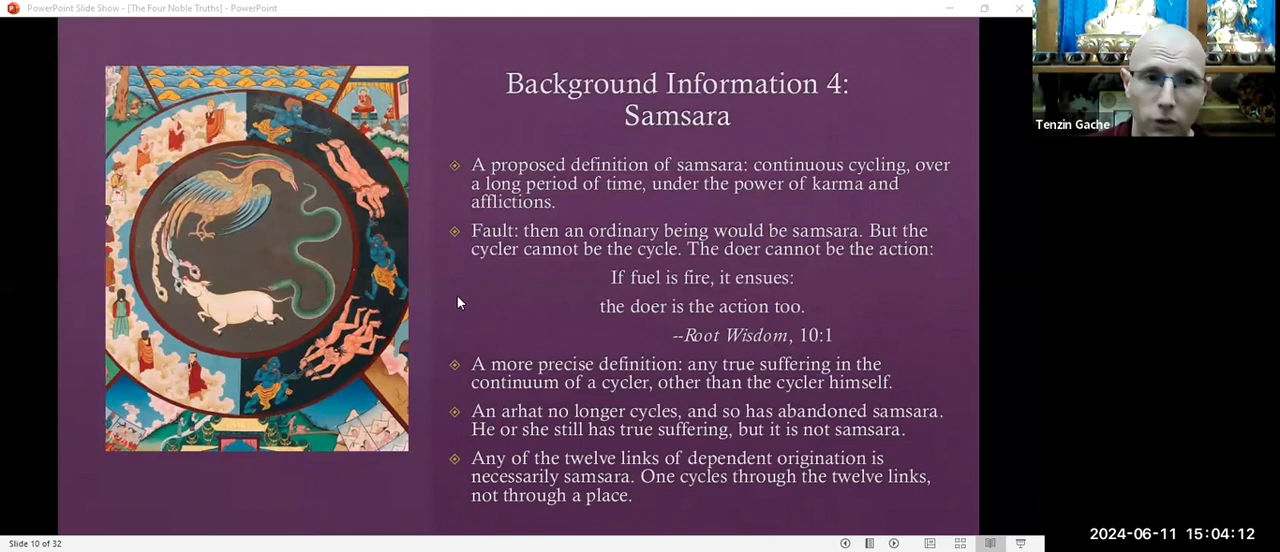 PowerPoint Slide Show - [The Four Noble Truths] - PowerPoint
Background Information 4:
Samsara
A proposed definition of samsara: continuous cycling, over
a long period of time, under the power of karma and
afflictions.
Fault: then an ordinary being would be samsara. But the
cycler cannot be the cycle. The doer cannot be the action:
If fuel is fire, it ensues:
the doer is the action too.
--Root Wisdom, 10:1
A more precise definition: any true suffering in the
continuum of a cycler, other than the cycler himself.
An arhat no longer cycles, and so has abandoned samsara.
He or she still has true suffering, but it is not samsara.
Any of the twelve links of dependent origination is
necessarily samsara. One cycles through the twelve links,
not through a place.
Tenzin Gache
Slide 10 of 32
2024-06-11 15:04:12